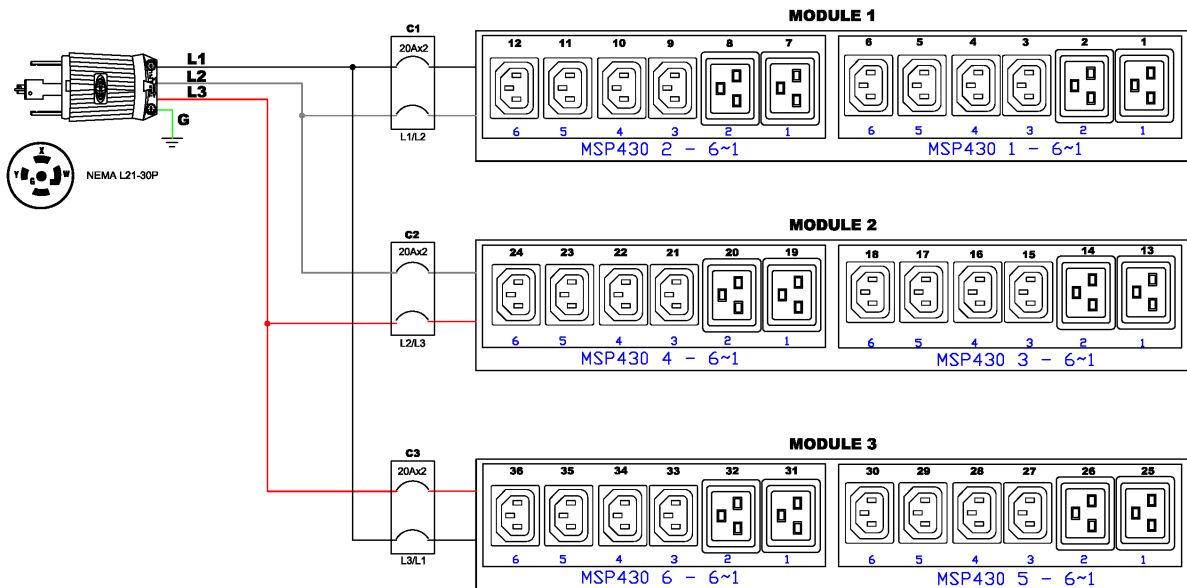 MODULE 1
C1
20Ax2
L1/L2
12 11 10 9 8 7 6 5 4 3 2 1
6 5 4 3 2 1 6 5 4 3 2 1
MSP430 2 - 6~1 MSP430 1 - 6~1
L1
L2
L3
G
X
Y G W
NEMA L21-30P
MODULE 2
C2
20Ax2
L2/L3
24 23 22 21 20 19 18 17 16 15 14 13
6 5 4 3 2 1 6 5 4 3 2 1
MSP430 4 - 6~1 MSP430 3 - 6~1
MODULE 3
C3
20Ax2
L3/L1
36 35 34 33 32 31 30 29 28 27 26 25
6 5 4 3 2 1 6 5 4 3 2 1
MSP430 6 - 6~1 MSP430 5 - 6~1